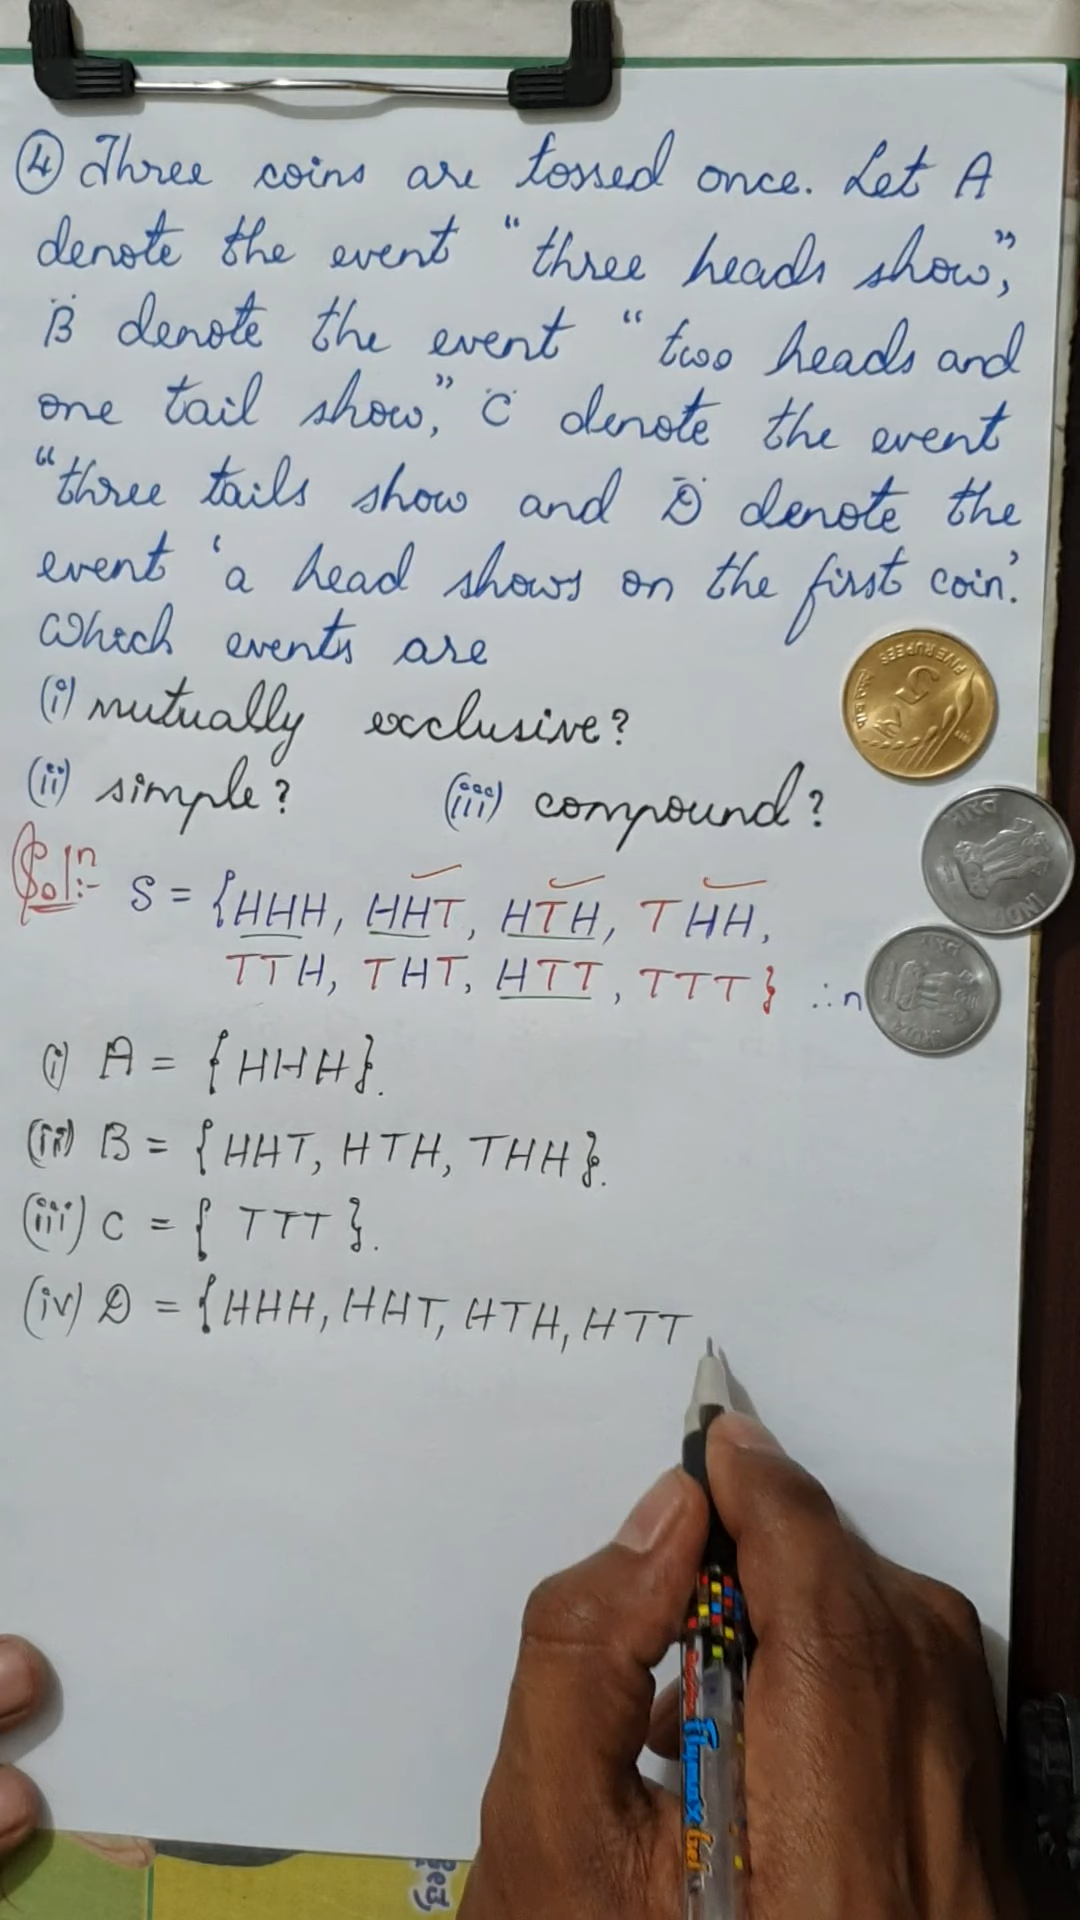 ④ Three coins are tossed once. Let A
denote the event "three heads show",
B denote the event "two heads and
one tail show," C denote the event
"three tails show and D denote the
event 'a head shows on the first coin'.
Which events are
(i) mutually exclusive?
(ii) simple? (iii) compound?
Solⁿ:- S = {HHH, HHT, HTH, THH,
TTH, THT, HTT, TTT} ∴ n
(i) A = {HHH}.
(ii) B = {HHT, HTH, THH}.
(iii) C = { TTT }.
(iv) D = {HHH, HHT, HTH, HTT
FIVE RUPEES
INDIA